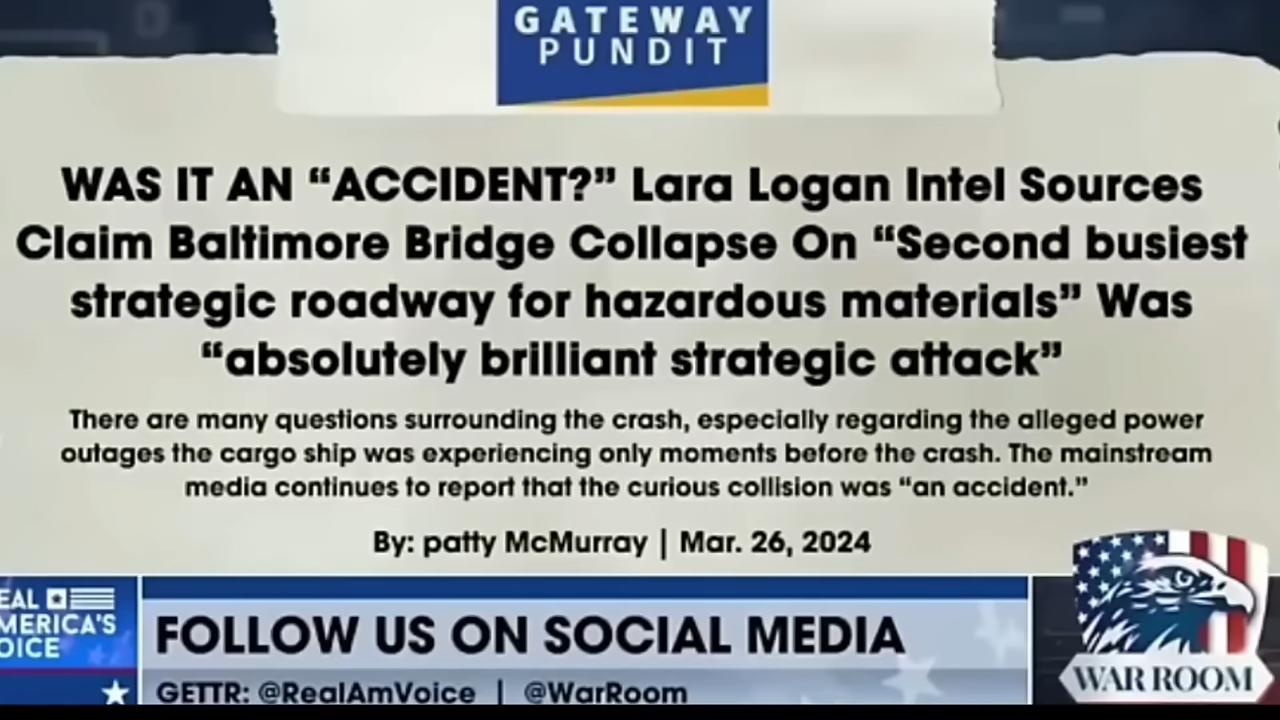 GATEWAY
PUNDIT
WAS IT AN “ACCIDENT?” Lara Logan Intel Sources
Claim Baltimore Bridge Collapse On “Second busiest
strategic roadway for hazardous materials” Was
“absolutely brilliant strategic attack”
There are many questions surrounding the crash, especially regarding the alleged power
outages the cargo ship was experiencing only moments before the crash. The mainstream
media continues to report that the curious collision was “an accident.”
By: patty McMurray | Mar. 26, 2024
EAL
MERICA'S
OICE
FOLLOW US ON SOCIAL MEDIA
GETTR: @RealAmVoice | @WarRoom
WAR ROOM